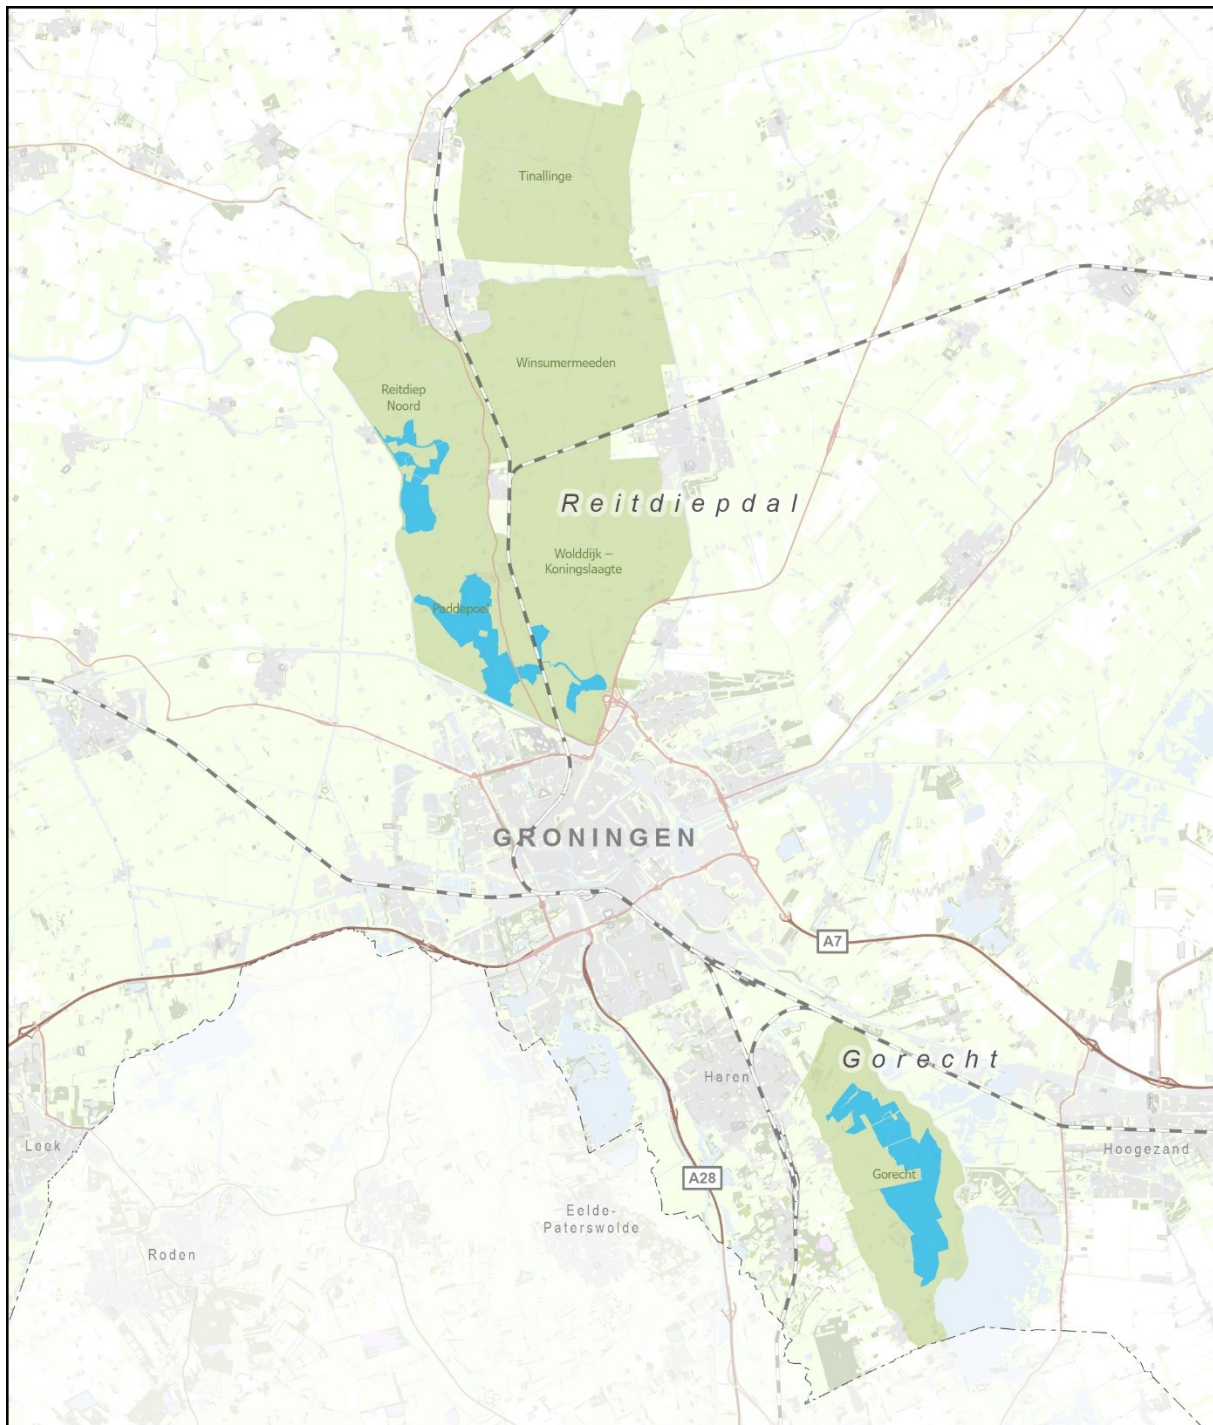 Tinallinge
Winsumermeeden
Reitdiep
Noord
Reitdiepdal
Wolddijk –
Koningslaagte
Paddepoel
GRONINGEN
A7
Gorecht
Haren
Leek
Hoogezand
A28
Gorecht
Eelde-
Paterswolde
Roden